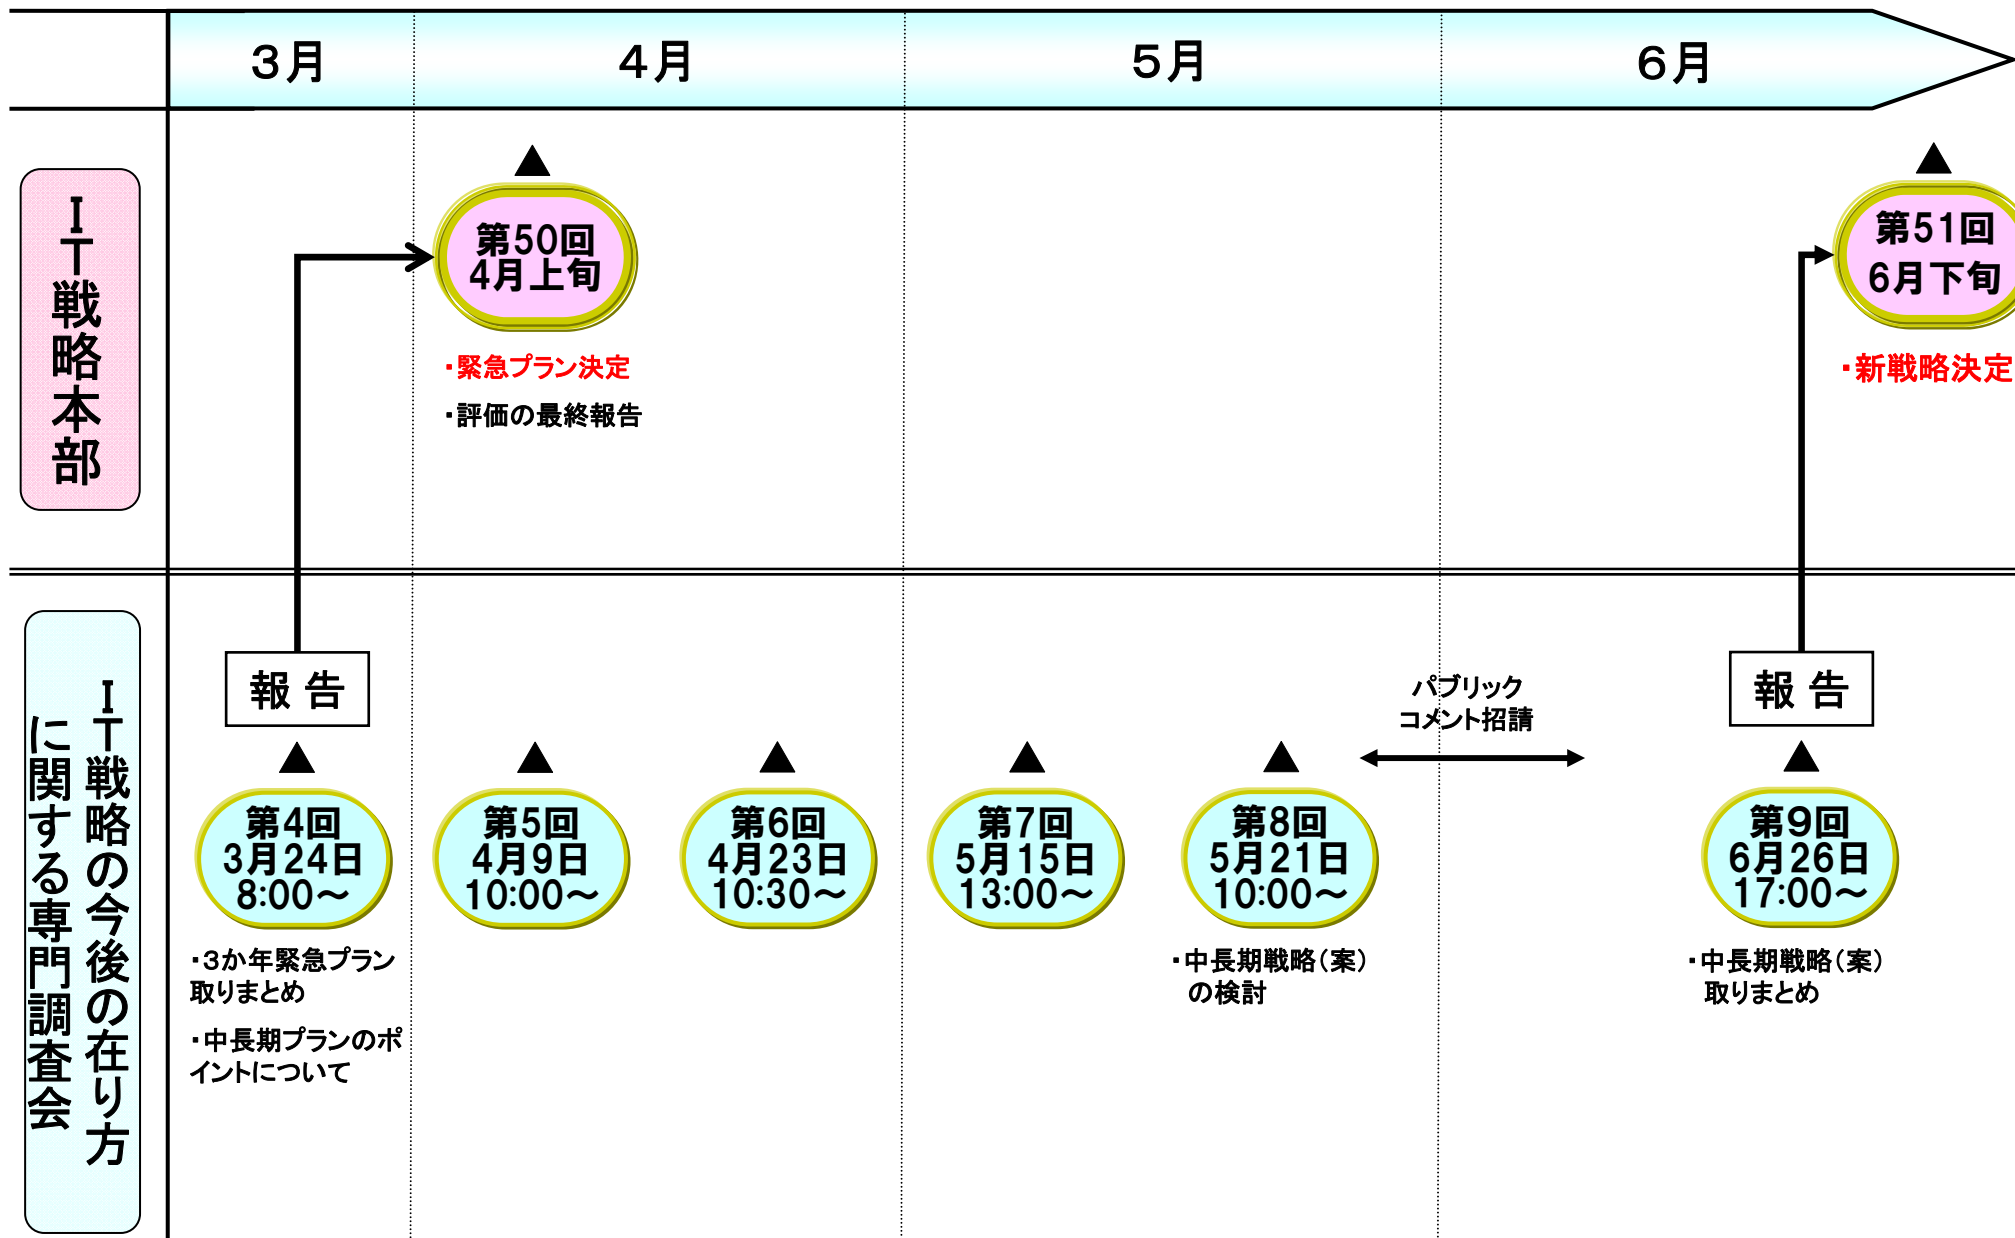 ３月
４月
５月
６月
ＩＴ戦略本部
第50回
4月上旬
・緊急プラン決定
・評価の最終報告
第51回
6月下旬
・新戦略決定
ＩＴ戦略の今後の在り方
に関する専門調査会
報 告
第4回
3月24日
8:00～
・３か年緊急プラン
取りまとめ
・中長期プランのポ
イントについて
第5回
4月9日
10:00～
第6回
4月23日
10:30～
第7回
5月15日
13:00～
第8回
5月21日
10:00～
・中長期戦略（案）
の検討
パブリック
コメント招請
報 告
第９回
6月26日
17:00～
・中長期戦略（案）
取りまとめ